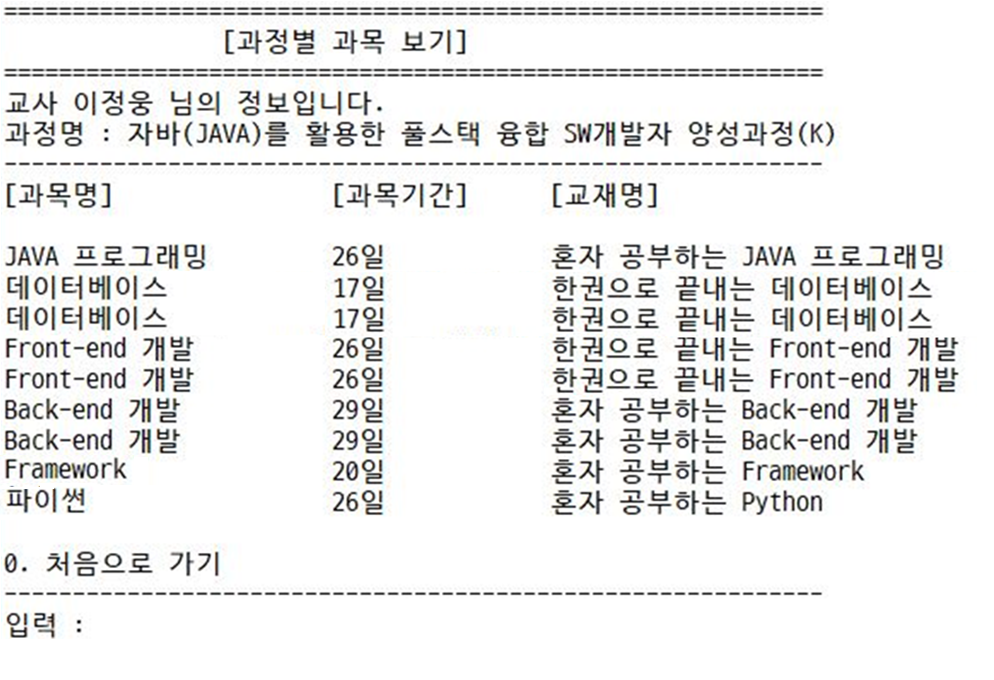 ============================================================
[과정별 과목 보기]
============================================================
교사 이정웅 님의 정보입니다.
과정명 : 자바(JAVA)를 활용한 풀스택 융합 SW개발자 양성과정(K)
------------------------------------------------------------
[과목명] [과목기간] [교재명]
JAVA 프로그래밍 26일 혼자 공부하는 JAVA 프로그래밍
데이터베이스 17일 한권으로 끝내는 데이터베이스
데이터베이스 17일 한권으로 끝내는 데이터베이스
Front-end 개발 26일 한권으로 끝내는 Front-end 개발
Front-end 개발 26일 한권으로 끝내는 Front-end 개발
Back-end 개발 29일 혼자 공부하는 Back-end 개발
Back-end 개발 29일 혼자 공부하는 Back-end 개발
Framework 20일 혼자 공부하는 Framework
파이썬 26일 혼자 공부하는 Python
0. 처음으로 가기
------------------------------------------------------------
입력 :